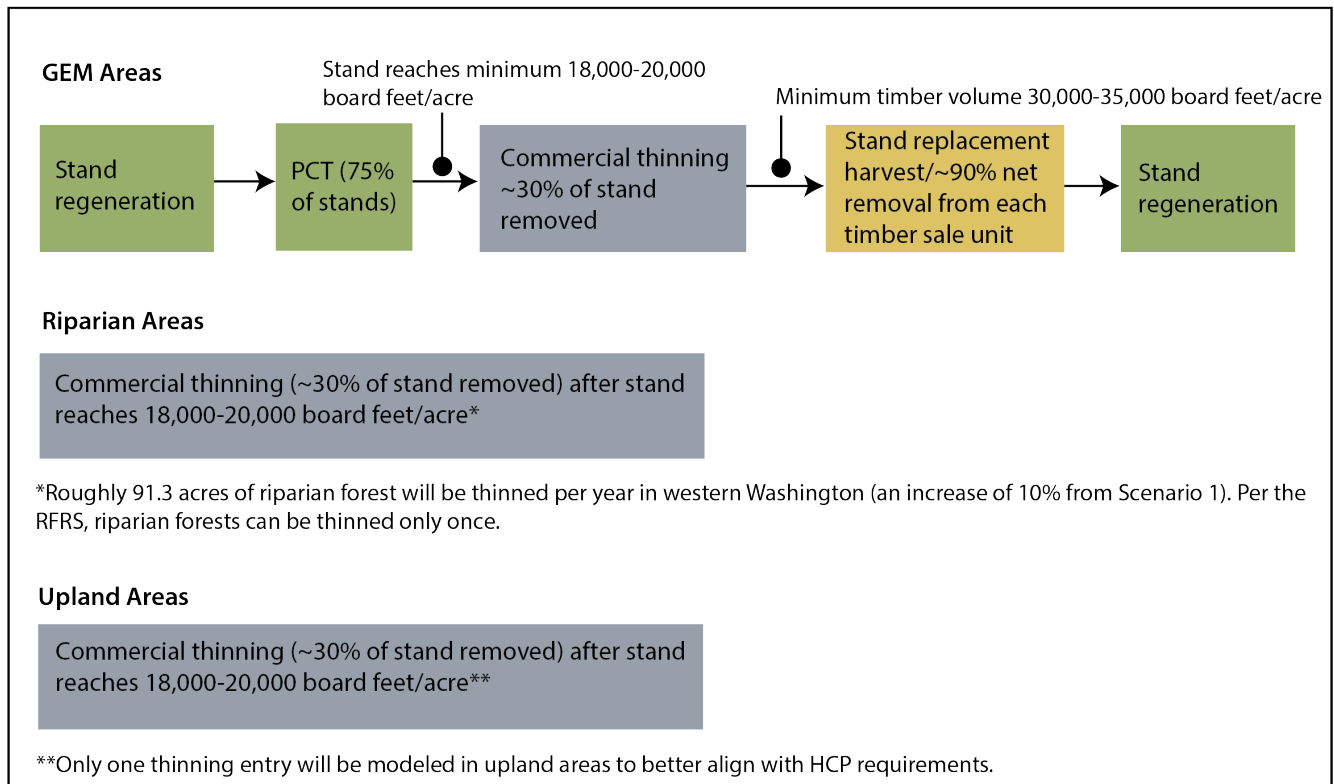 GEM Areas
Stand reaches minimum 18,000-20,000
board feet/acre
Minimum timber volume 30,000-35,000 board feet/acre
Stand
regeneration
PCT (75%
of stands)
Commercial thinning
~30% of stand
removed
Stand replacement
harvest/~90% net
removal from each
timber sale unit
Stand
regeneration
Riparian Areas
Commercial thinning (~30% of stand removed) after stand
reaches 18,000-20,000 board feet/acre*
*Roughly 91.3 acres of riparian forest will be thinned per year in western Washington (an increase of 10% from Scenario 1). Per the
RFRS, riparian forests can be thinned only once.
Upland Areas
Commercial thinning (~30% of stand removed) after stand
reaches 18,000-20,000 board feet/acre**
**Only one thinning entry will be modeled in upland areas to better align with HCP requirements.